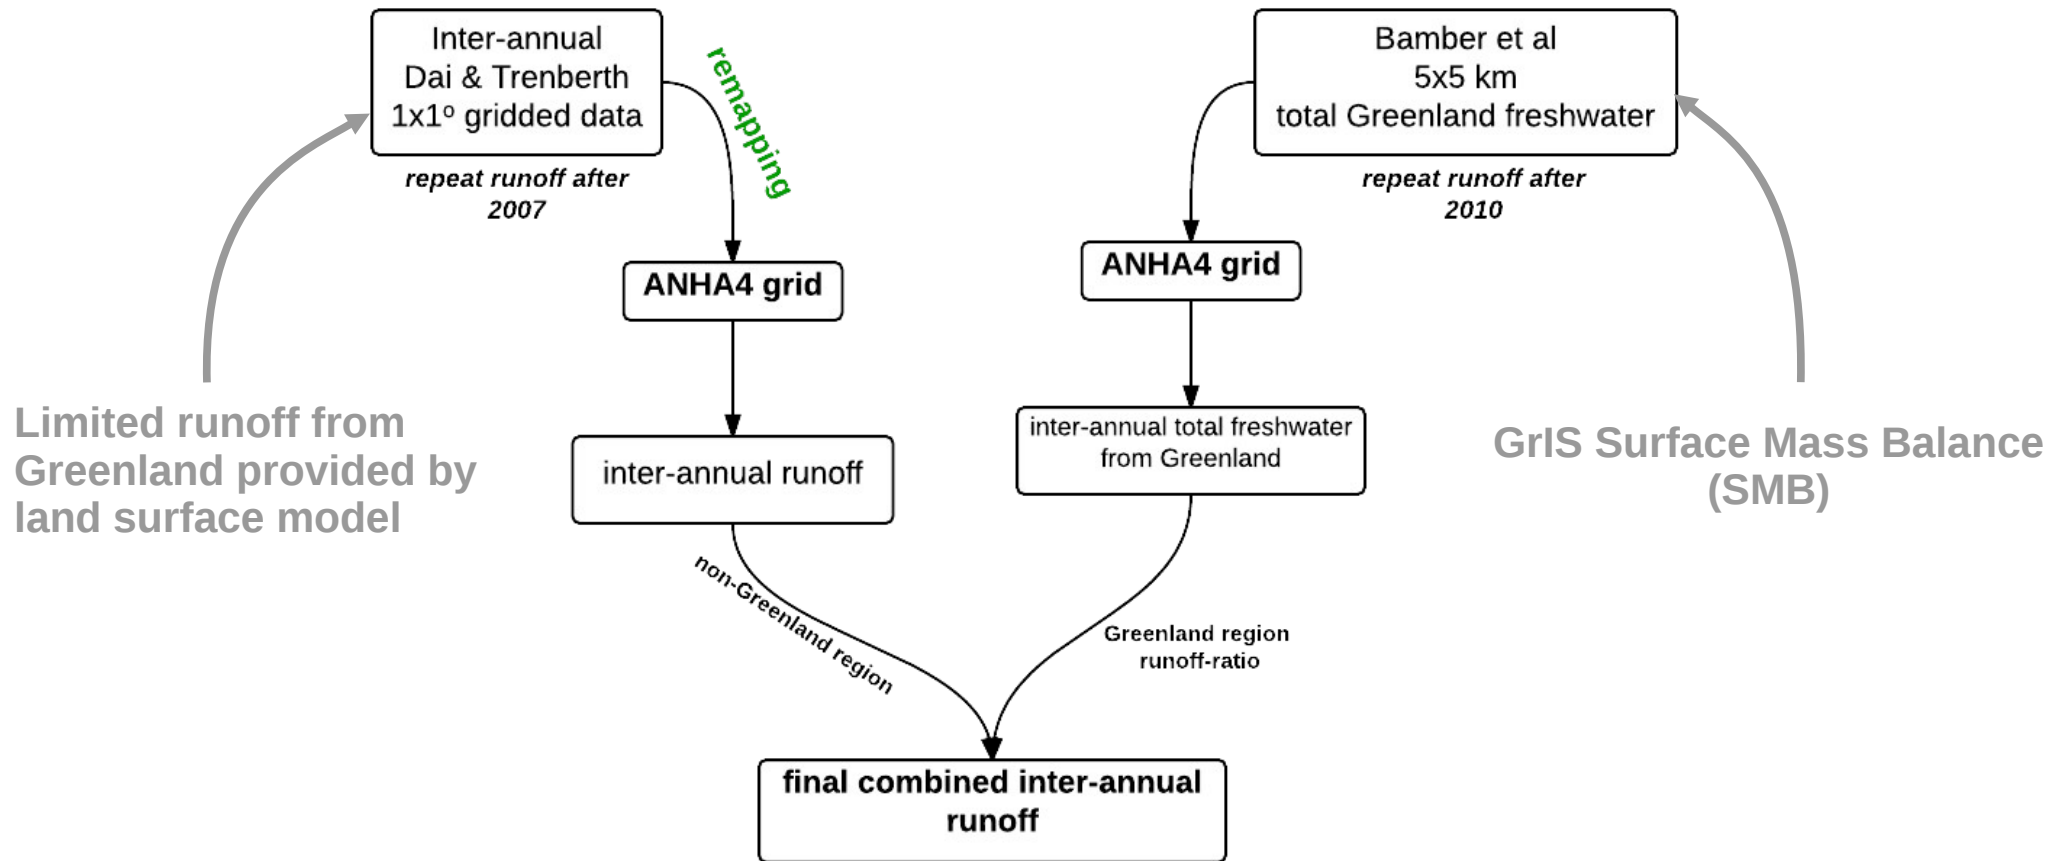 Inter-annual
Dai & Trenberth
1x1º gridded data
repeat runoff after
2007
remapping
Bamber et al
5x5 km
total Greenland freshwater
repeat runoff after
2010
ANHA4 grid
ANHA4 grid
Limited runoff from
Greenland provided by
land surface model
inter-annual runoff
inter-annual total freshwater
from Greenland
GrIS Surface Mass Balance
(SMB)
non-Greenland region
Greenland region
runoff-ratio
final combined inter-annual
runoff